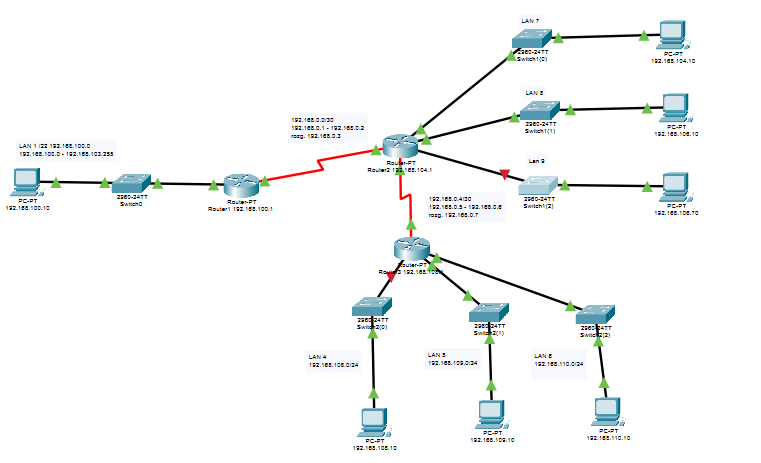 LAN 7
2960-24TT
Switch1(0)
PC-PT
192.168.104.10
LAN 8
2960-24TT
Switch1(1)
PC-PT
192.168.106.10
192.168.0.0/30
192.168.0.1 - 192.168.0.2
rozg. 192.168.0.3
LAN 1 /22 192.168.100.0
192.168.100.0 - 192.168.103.255
Router-PT
Router2 192.168.104.1
Lan 9
2960-24TT
Switch1(2)
PC-PT
192.168.106.70
PC-PT
192.168.100.10
2960-24TT
Switch0
Router-PT
Router1 192.168.100.1
192.168.0.4/30
192.168.0.5 - 192.168.0.6
rozg. 192.168.0.7
Router-PT
2960-24TT
Switch2(0)
2960-24TT
Switch2(1)
2960-24TT
LAN 4
192.168.108.0/24
LAN 5
192.168.109.0/24
LAN 6
192.168.110.0/24
PC-PT
192.168.108.10
PC-PT
192.168.109.10
PC-PT
192.168.110.10